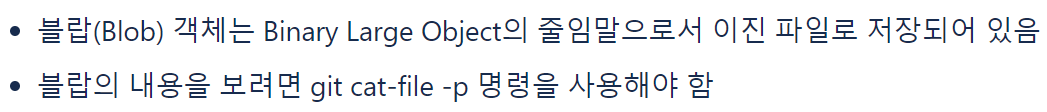 • 블랍(Blob) 객체는 Binary Large Object의 줄임말으로서 이진 파일로 저장되어 있음
• 블랍의 내용을 보려면 git cat-file -p 명령을 사용해야 함